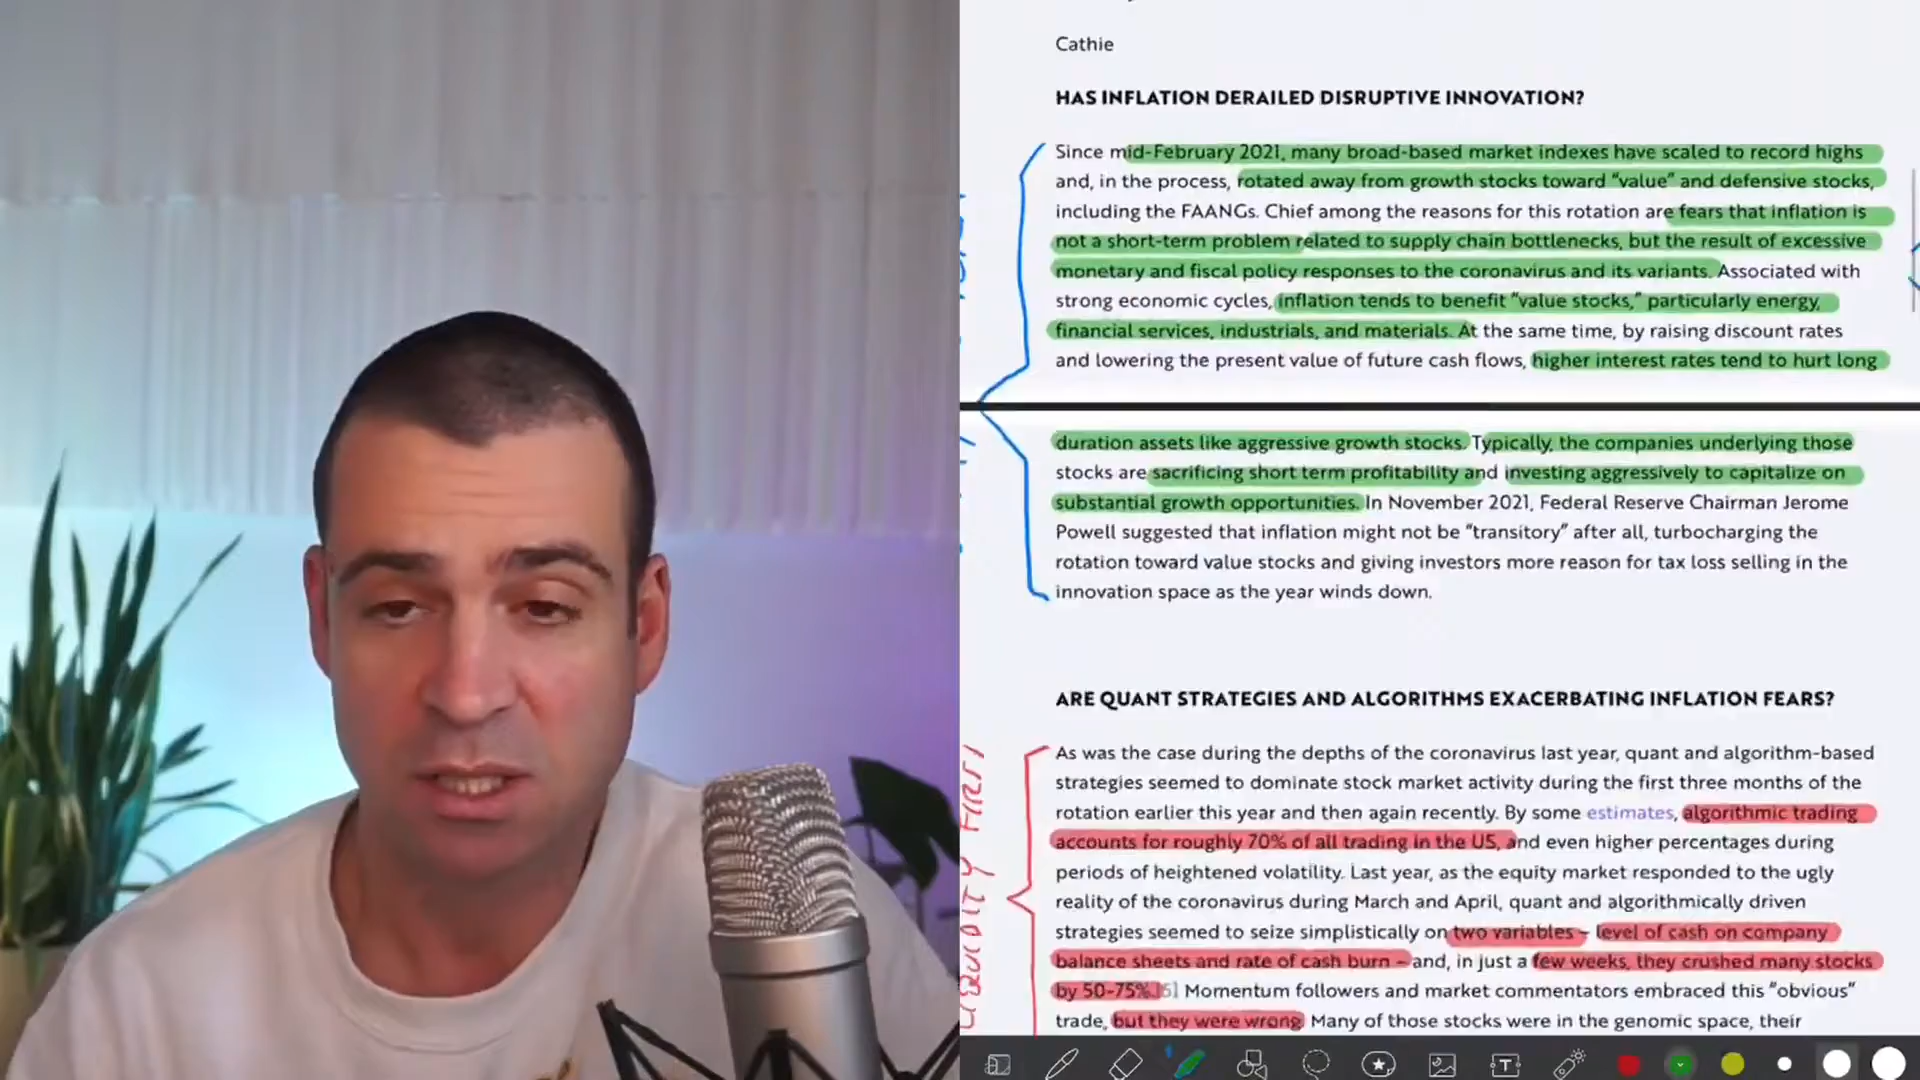 Cathie
HAS INFLATION DERAILED DISRUPTIVE INNOVATION?
Since mid-February 2021, many broad-based market indexes have scaled to record highs
and, in the process, rotated away from growth stocks toward “value” and defensive stocks,
including the FAANGs. Chief among the reasons for this rotation are fears that inflation is
not a short-term problem related to supply chain bottlenecks, but the result of excessive
monetary and fiscal policy responses to the coronavirus and its variants. Associated with
strong economic cycles, inflation tends to benefit “value stocks,” particularly energy,
financial services, industrials, and materials. At the same time, by raising discount rates
and lowering the present value of future cash flows, higher interest rates tend to hurt long
duration assets like aggressive growth stocks. Typically, the companies underlying those
stocks are sacrificing short term profitability and investing aggressively to capitalize on
substantial growth opportunities. In November 2021, Federal Reserve Chairman Jerome
Powell suggested that inflation might not be “transitory” after all, turbocharging the
rotation toward value stocks and giving investors more reason for tax loss selling in the
innovation space as the year winds down.
ARE QUANT STRATEGIES AND ALGORITHMS EXACERBATING INFLATION FEARS?
As was the case during the depths of the coronavirus last year, quant and algorithm-based
strategies seemed to dominate stock market activity during the first three months of the
rotation earlier this year and then again recently. By some estimates, algorithmic trading
accounts for roughly 70% of all trading in the US, and even higher percentages during
periods of heightened volatility. Last year, as the equity market responded to the ugly
reality of the coronavirus during March and April, quant and algorithmically driven
strategies seemed to seize simplistically on two variables – level of cash on company
balance sheets and rate of cash burn – and, in just a few weeks, they crushed many stocks
by 50-75%.[5] Momentum followers and market commentators embraced this “obvious”
trade, but they were wrong. Many of those stocks were in the genomic space, their
LIQUIDITY FIRST